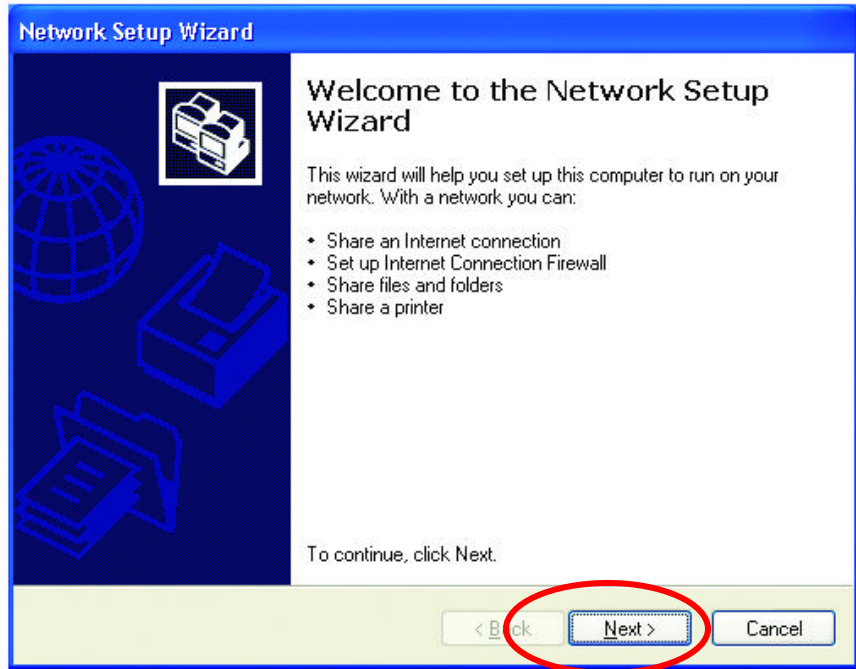 Network Setup Wizard
Welcome to the Network Setup
Wizard
This wizard will help you set up this computer to run on your
network. With a network you can:
• Share an Internet connection
• Set up Internet Connection Firewall
• Share files and folders
• Share a printer
To continue, click Next.
< Back Next > Cancel